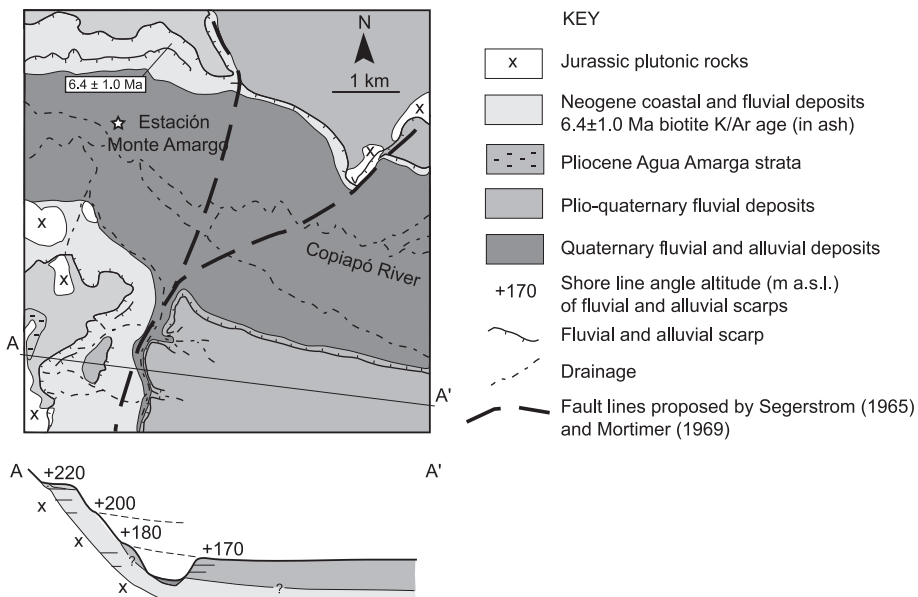 N
1 km
6.4 ± 1.0 Ma
x
Estación
Monte Amargo
x
x
Copiapó River
x
A
A'
x
KEY
x Jurassic plutonic rocks
Neogene coastal and fluvial deposits
6.4±1.0 Ma biotite K/Ar age (in ash)
Pliocene Agua Amarga strata
Plio-quaternary fluvial deposits
Quaternary fluvial and alluvial deposits
+170 Shore line angle altitude (m a.s.l.)
of fluvial and alluvial scarps
Fluvial and alluvial scarp
Drainage
Fault lines proposed by Segerstrom (1965)
and Mortimer (1969)
A A'
+220
x
+200
x
+180
+170
?
x
?